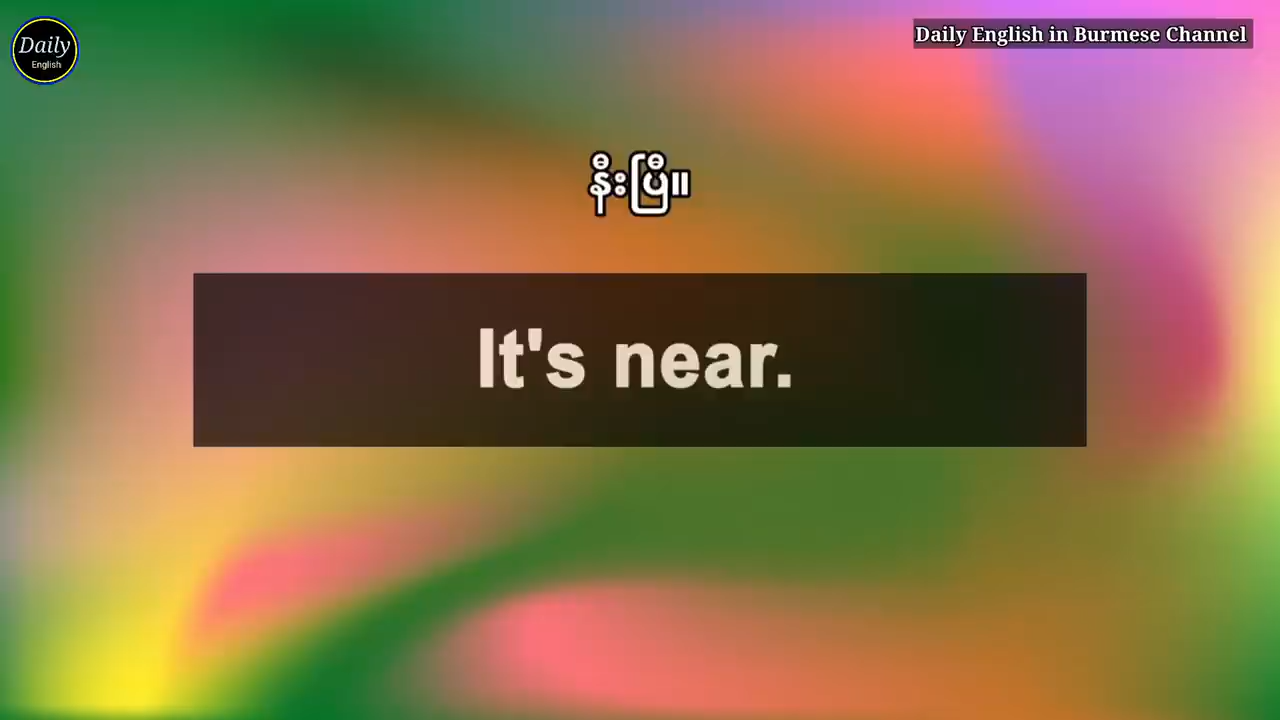 Daily
English
Daily English in Burmese Channel
နီးပြီ။
It's near.